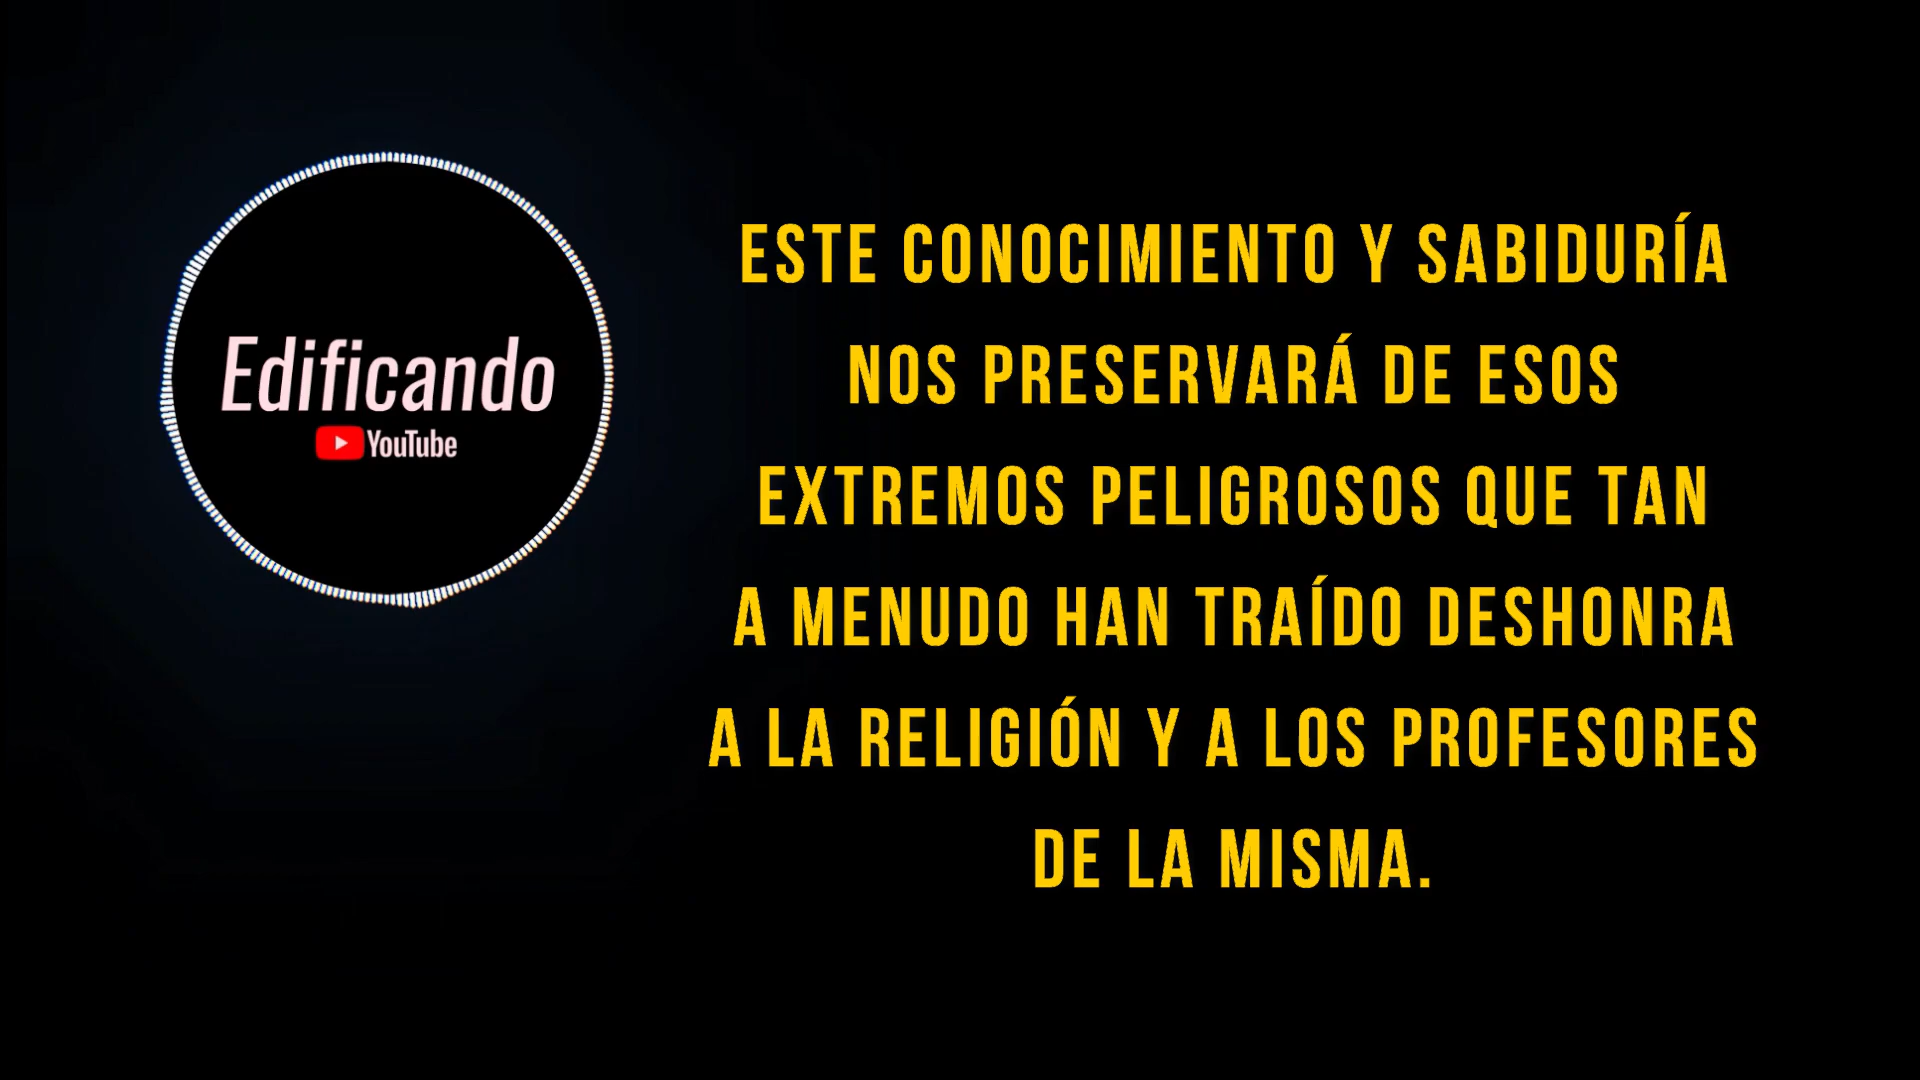 Edificando
YouTube
ESTE CONOCIMIENTO Y SABIDURÍA
NOS PRESERVARÁ DE ESOS
EXTREMOS PELIGROSOS QUE TAN
A MENUDO HAN TRAÍDO DESHONRA
A LA RELIGIÓN Y A LOS PROFESORES
DE LA MISMA.